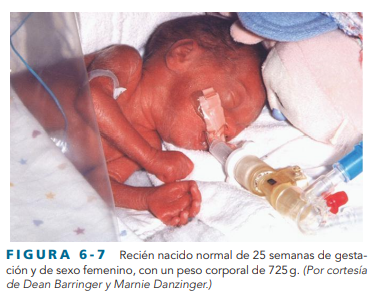 FIGURA 6-7 Recién nacido normal de 25 semanas de gesta-
ción y de sexo femenino, con un peso corporal de 725 g. (Por cortesía
de Dean Barringer y Marnie Danzinger.)